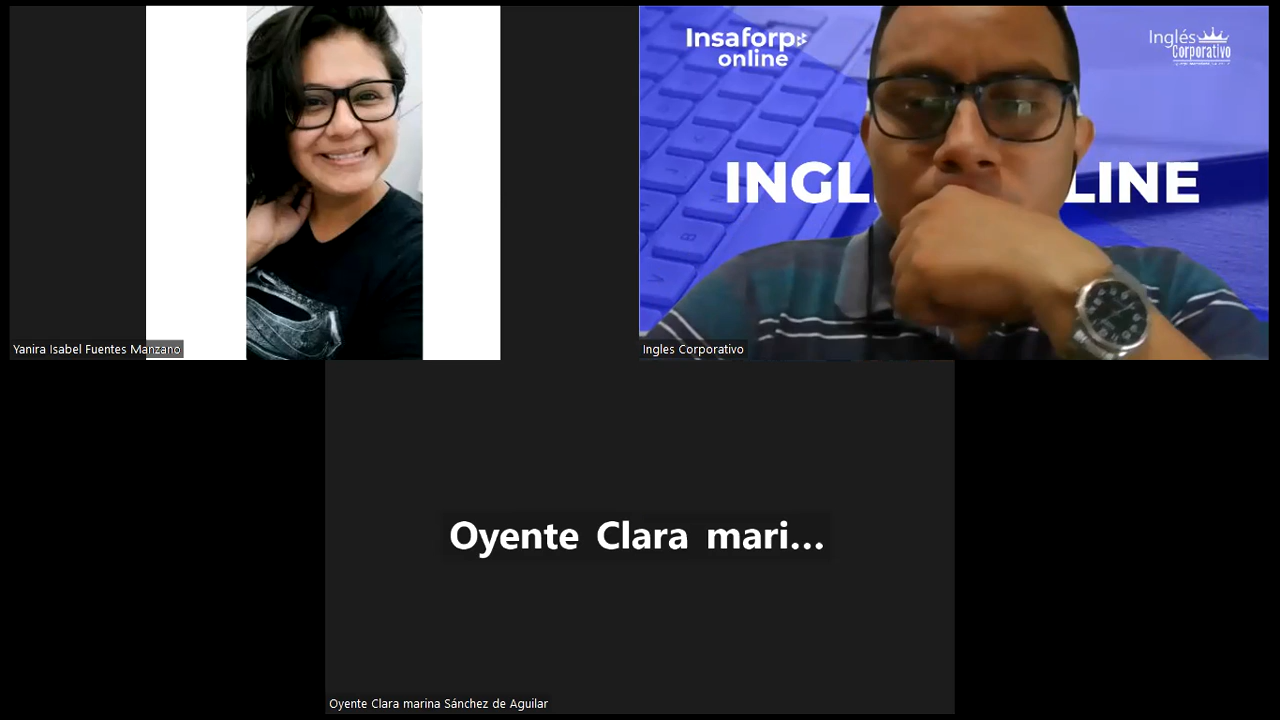 Insaforp
online
Inglés
Corporativo
INGL LINE
Yanira Isabel Fuentes Manzano
Ingles Corporativo
Oyente Clara mari...
Oyente Clara marina Sánchez de Aguilar